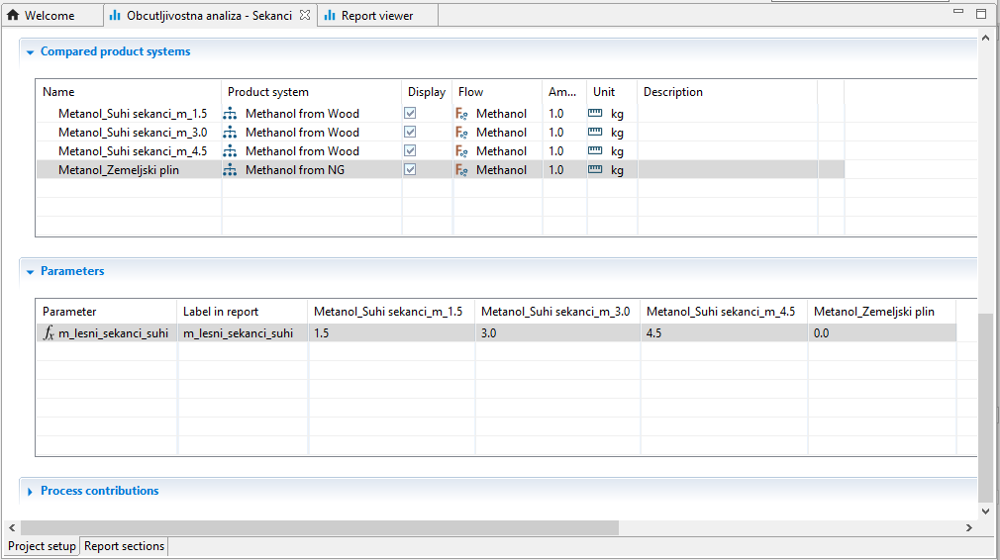 Welcome Obcutljivostna analiza - Sekanci Report viewer
Compared product systems
Name Product system Display Flow Am... Unit Description
Metanol_Suhi sekanci_m_1.5 Methanol from Wood Methanol 1.0 kg
Metanol_Suhi sekanci_m_3.0 Methanol from Wood Methanol 1.0 kg
Metanol_Suhi sekanci_m_4.5 Methanol from Wood Methanol 1.0 kg
Metanol_Zemeljski plin Methanol from NG Methanol 1.0 kg
Parameters
Parameter Label in report Metanol_Suhi sekanci_m_1.5 Metanol_Suhi sekanci_m_3.0 Metanol_Suhi sekanci_m_4.5 Metanol_Zemeljski plin
m_lesni_sekanci_suhi m_lesni_sekanci_suhi 1.5 3.0 4.5 0.0
Process contributions
Project setup Report sections